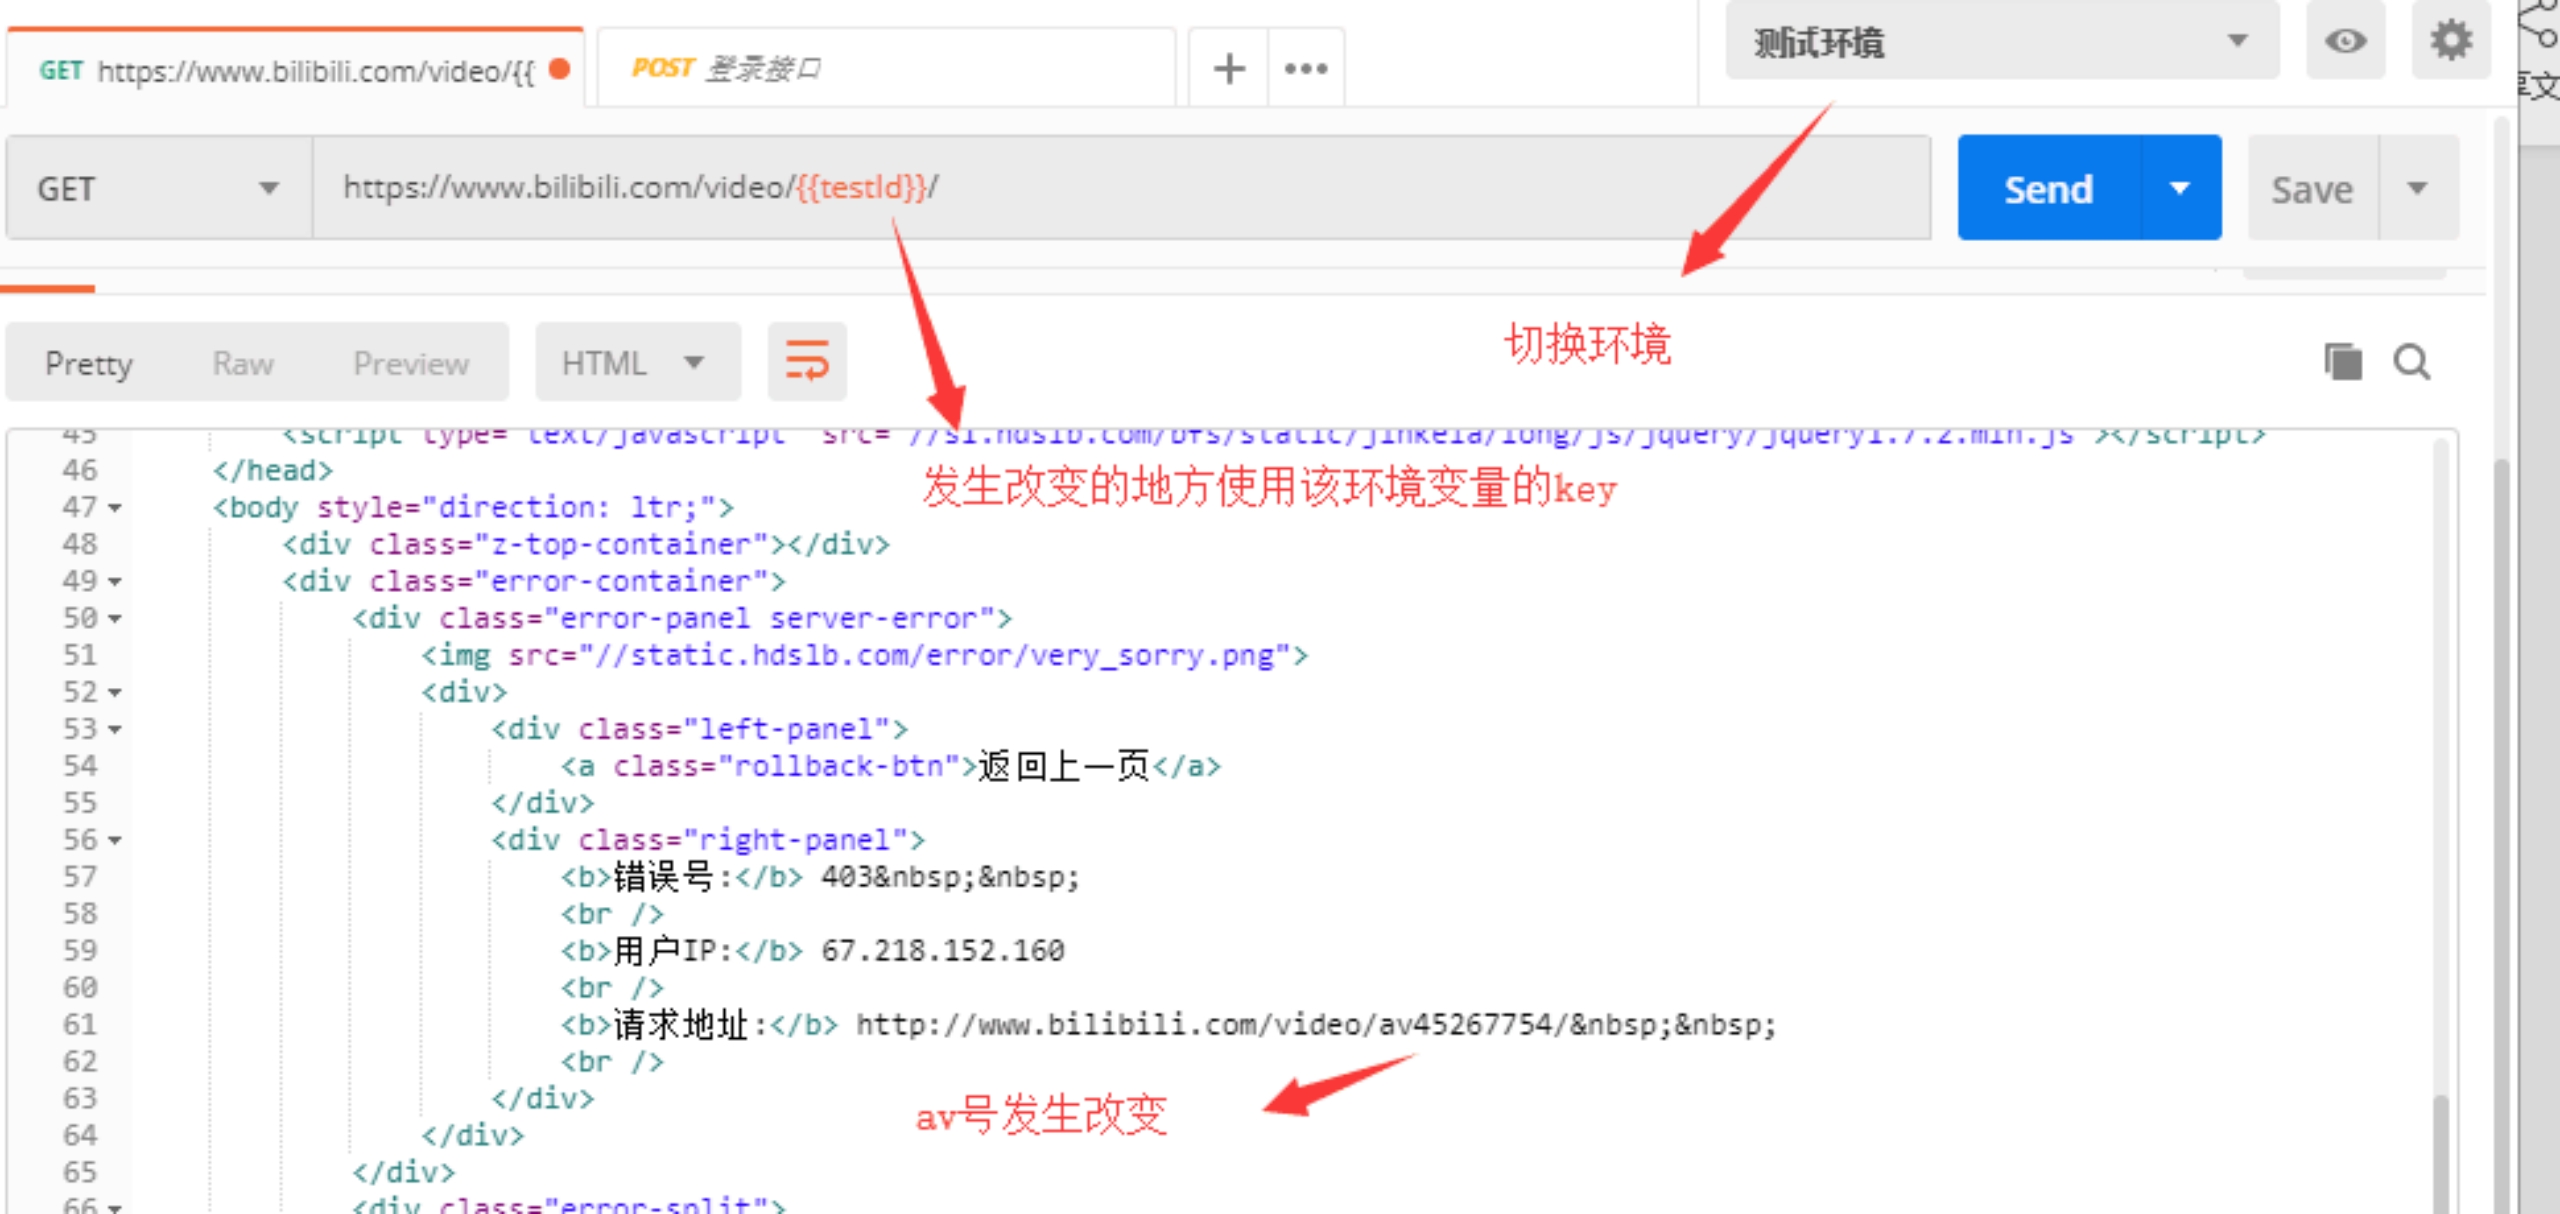 GET https://www.bilibili.com/video/{{
POST 登录接口
测试环境
享文
GET
https://www.bilibili.com/video/{{testId}}/
Send
Save
切换环境
Pretty Raw Preview HTML
45 <script type="text/javascript" src="//s1.hdslb.com/bfs/static/jinkela/long/js/jquery/jquery1.7.2.min.js"></script>
发生改变的地方使用该环境变量的key
46 </head>
47 <body style="direction: ltr;">
48 <div class="z-top-container"></div>
49 <div class="error-container">
50 <div class="error-panel server-error">
51 <img src="//static.hdslb.com/error/very_sorry.png">
52 <div>
53 <div class="left-panel">
54 <a class="rollback-btn">返回上一页</a>
55 </div>
56 <div class="right-panel">
57 <b>错误号:</b> 403&nbsp;&nbsp;
58 <br />
59 <b>用户IP:</b> 67.218.152.160
60 <br />
61 <b>请求地址:</b> http://www.bilibili.com/video/av45267754/&nbsp;&nbsp;
62 <br />
63 </div>
av号发生改变
64 </div>
65 </div>
66 <div class="error-split">